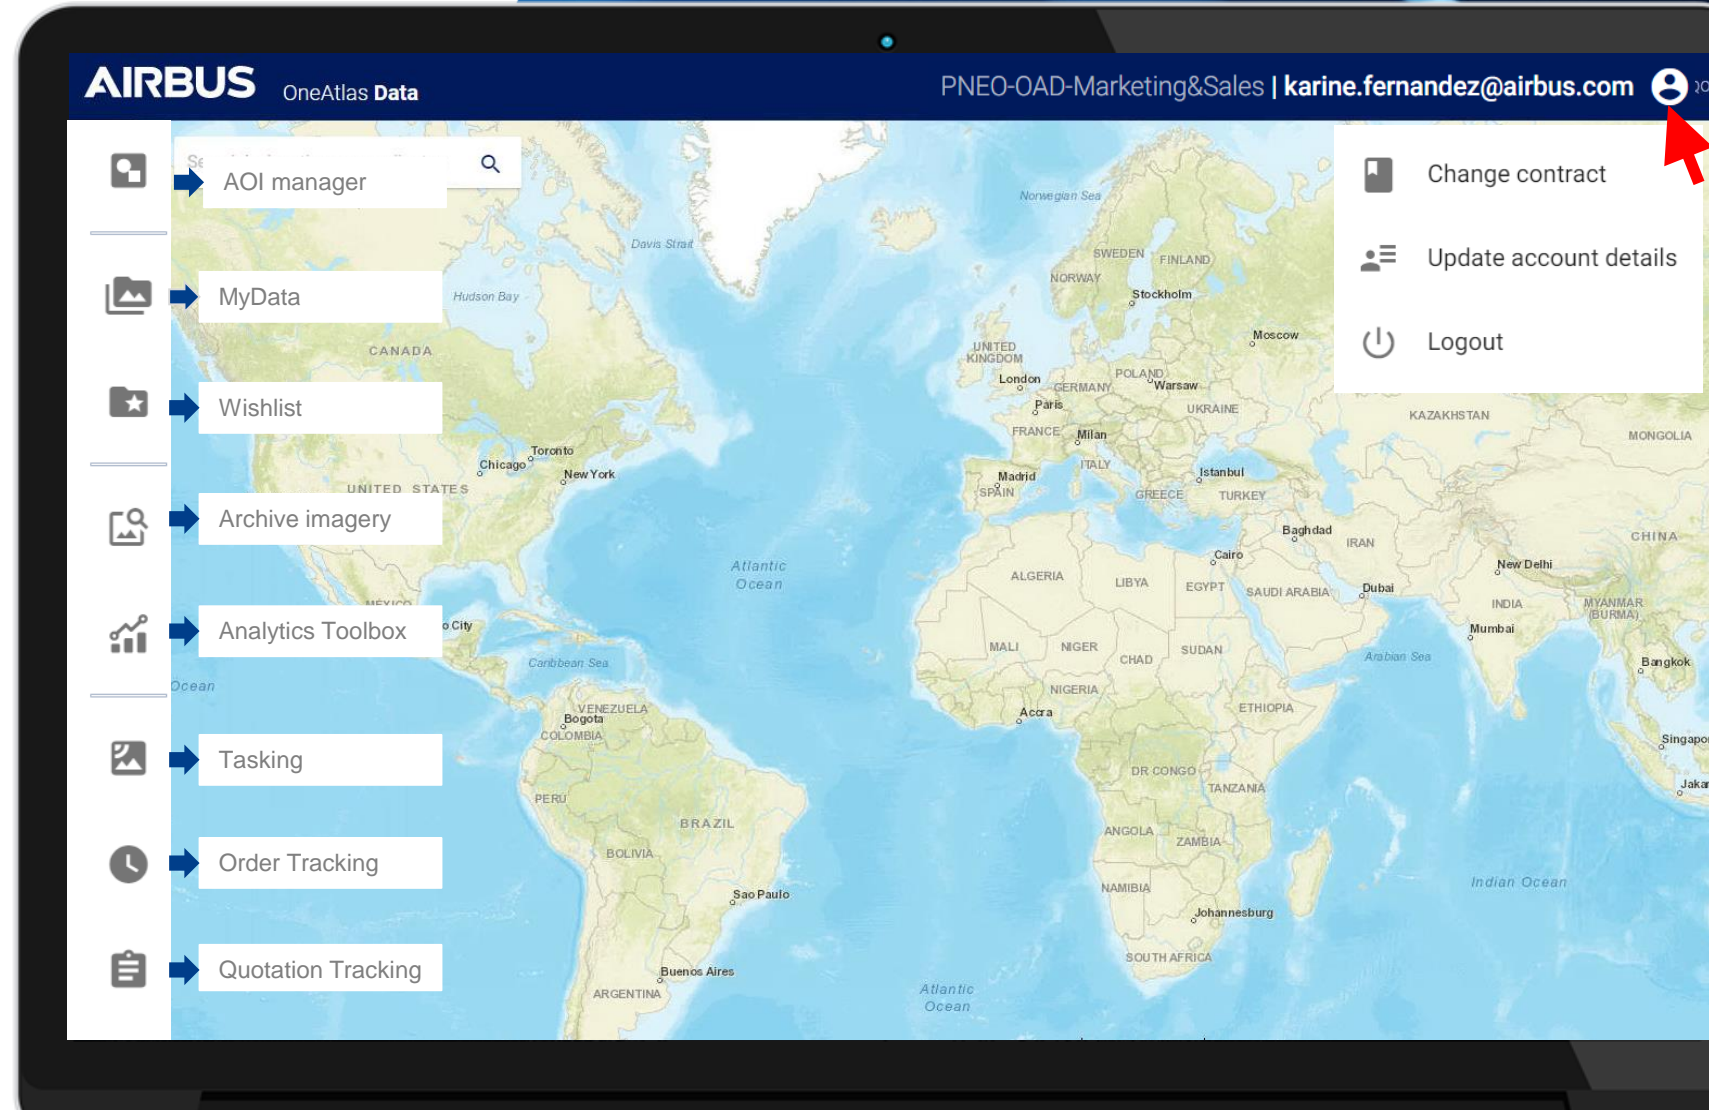 AIRBUS OneAtlas Data
PNEO-OAD-Marketing&Sales | karine.fernandez@airbus.com
AOI manager
MyData
Wishlist
Archive imagery
Analytics Toolbox
Tasking
Order Tracking
Quotation Tracking
Change contract
Update account details
Logout
Norwegian Sea
Davis Strait
Hudson Bay
SWEDEN
FINLAND
NORWAY
Stockholm
Moscow
CANADA
UNITED
KINGDOM
London
GERMANY
POLAND
Warsaw
Paris
UKRAINE
KAZAKHSTAN
MONGOLIA
FRANCE
Milan
Toronto
Chicago
New York
UNITED STATES
Madrid
SPAIN
ITALY
Istanbul
GREECE
TURKEY
Baghdad
IRAN
CHINA
Atlantic
Ocean
ALGERIA
LIBYA
Cairo
EGYPT
SAUDI ARABIA
Dubai
New Delhi
INDIA
MYANMAR
(BURMA)
MÉXICO
o City
Mumbai
Caribbean Sea
MALI
NIGER
CHAD
SUDAN
Arabian Sea
Bangkok
Ocean
NIGERIA
Accra
ETHIOPIA
VENEZUELA
Bogota
COLOMBIA
Singapo
DR CONGO
TANZANIA
Jakar
PERU
BRAZIL
BOLIVIA
ANGOLA
ZAMBIA
Sao Paulo
NAMIBIA
Johannesburg
Indian Ocean
SOUTH AFRICA
Buenos Aires
ARGENTINA
Atlantic
Ocean